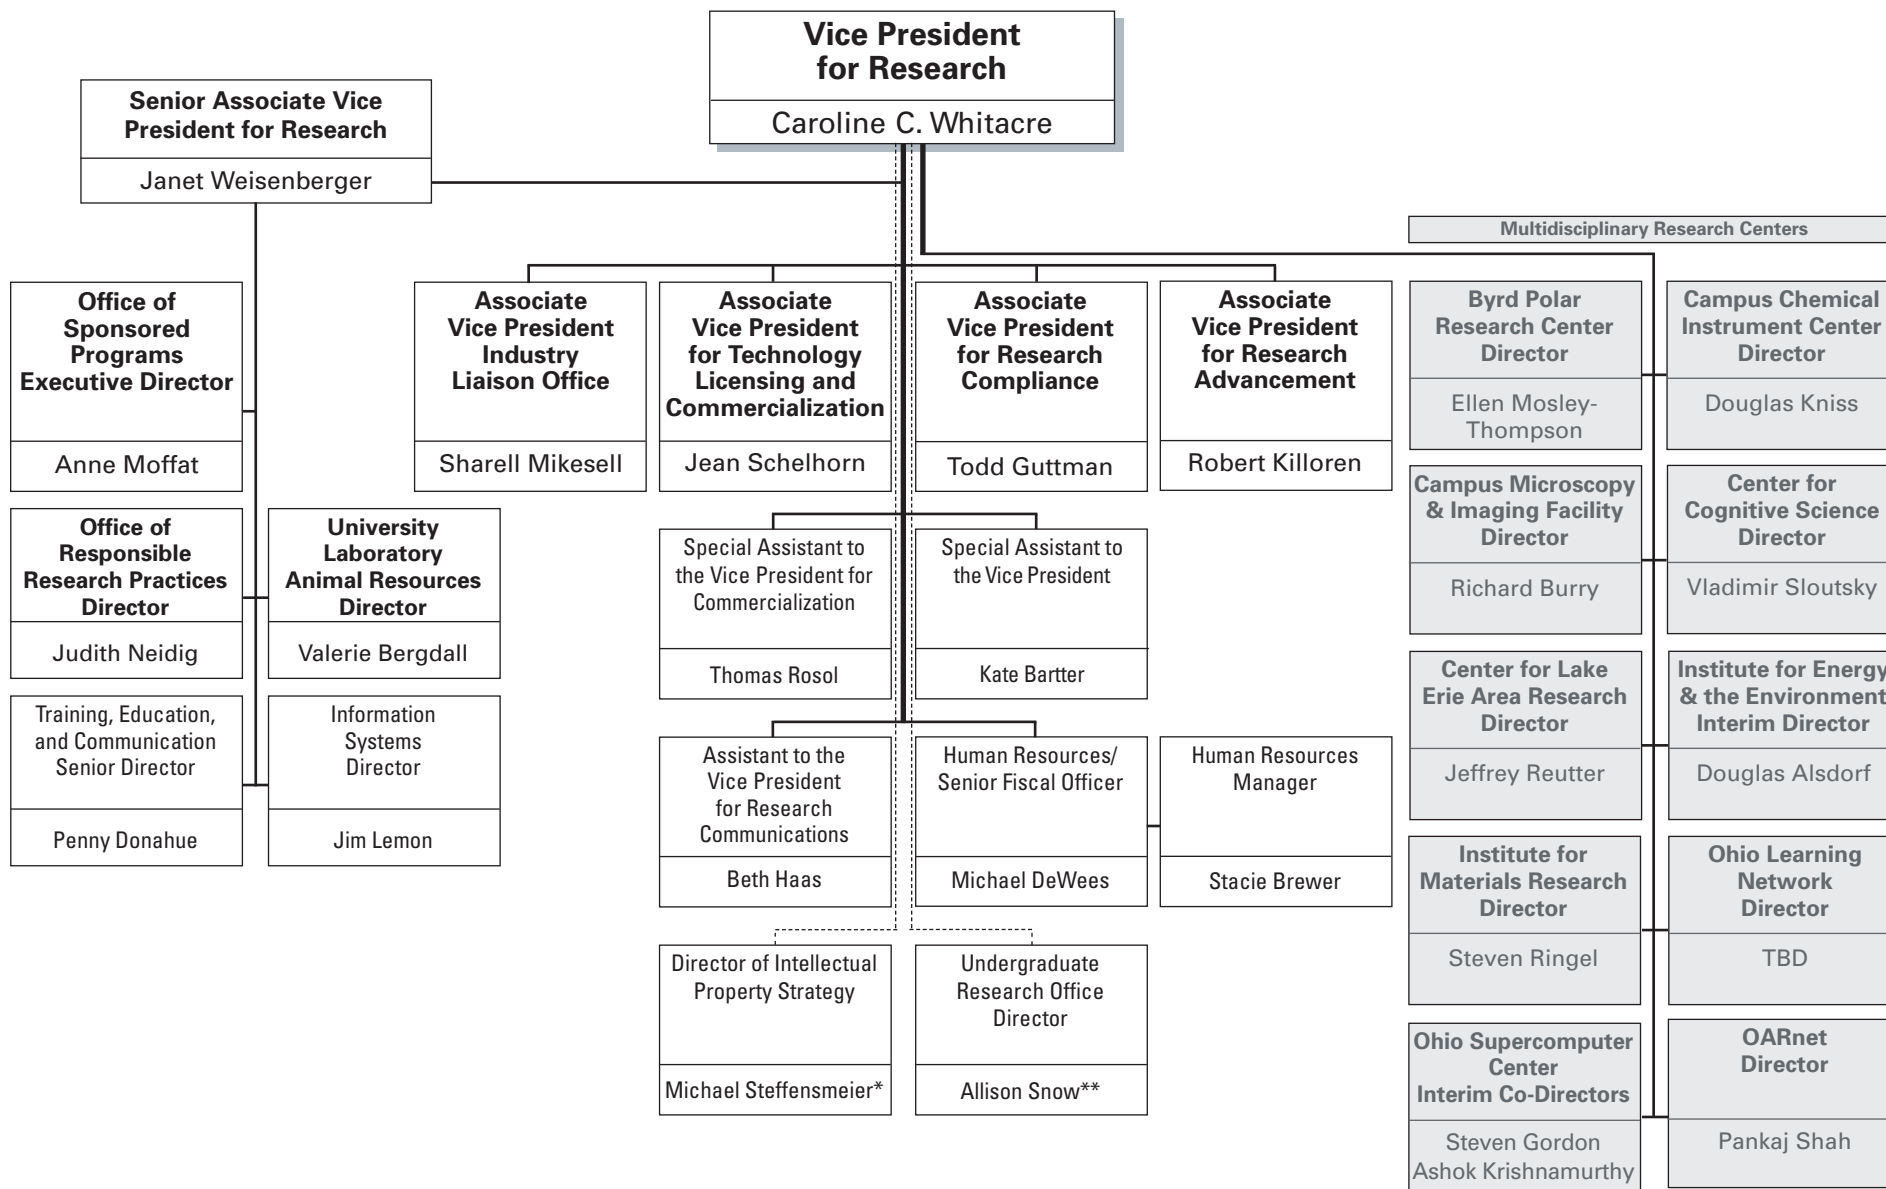 Vice President
for Research
Caroline C. Whitacre
Senior Associate Vice
President for Research
Janet Weisenberger
Office of
Sponsored
Programs
Executive Director
Anne Moffat
Office of
Responsible
Research Practices
Director
Judith Neidig
University
Laboratory
Animal Resources
Director
Valerie Bergdall
Training, Education,
and Communication
Senior Director
Penny Donahue
Information
Systems
Director
Jim Lemon
Associate
Vice President
Industry
Liaison Office
Sharell Mikesell
Associate
Vice President
for Technology
Licensing and
Commercialization
Jean Schelhorn
Associate
Vice President
for Research
Compliance
Todd Guttman
Associate
Vice President
for Research
Advancement
Robert Killoren
Special Assistant to
the Vice President for
Commercialization
Thomas Rosol
Special Assistant to
the Vice President
Kate Bartter
Assistant to the
Vice President
for Research
Communications
Beth Haas
Human Resources/
Senior Fiscal Officer
Michael DeWees
Human Resources
Manager
Stacie Brewer
Director of Intellectual
Property Strategy
Michael Steffensmeier*
Undergraduate
Research Office
Director
Allison Snow**
Multidisciplinary Research Centers
Byrd Polar
Research Center
Director
Ellen Mosley-
Thompson
Campus Chemical
Instrument Center
Director
Douglas Kniss
Campus Microscopy
& Imaging Facility
Director
Richard Burry
Center for
Cognitive Science
Director
Vladimir Sloutsky
Center for Lake
Erie Area Research
Director
Jeffrey Reutter
Institute for Energy
& the Environment
Interim Director
Douglas Alsdorf
Institute for
Materials Research
Director
Steven Ringel
Ohio Learning
Network
Director
TBD
Ohio Supercomputer
Center
Interim Co-Directors
Steven Gordon
Ashok Krishnamurthy
OARnet
Director
Pankaj Shah